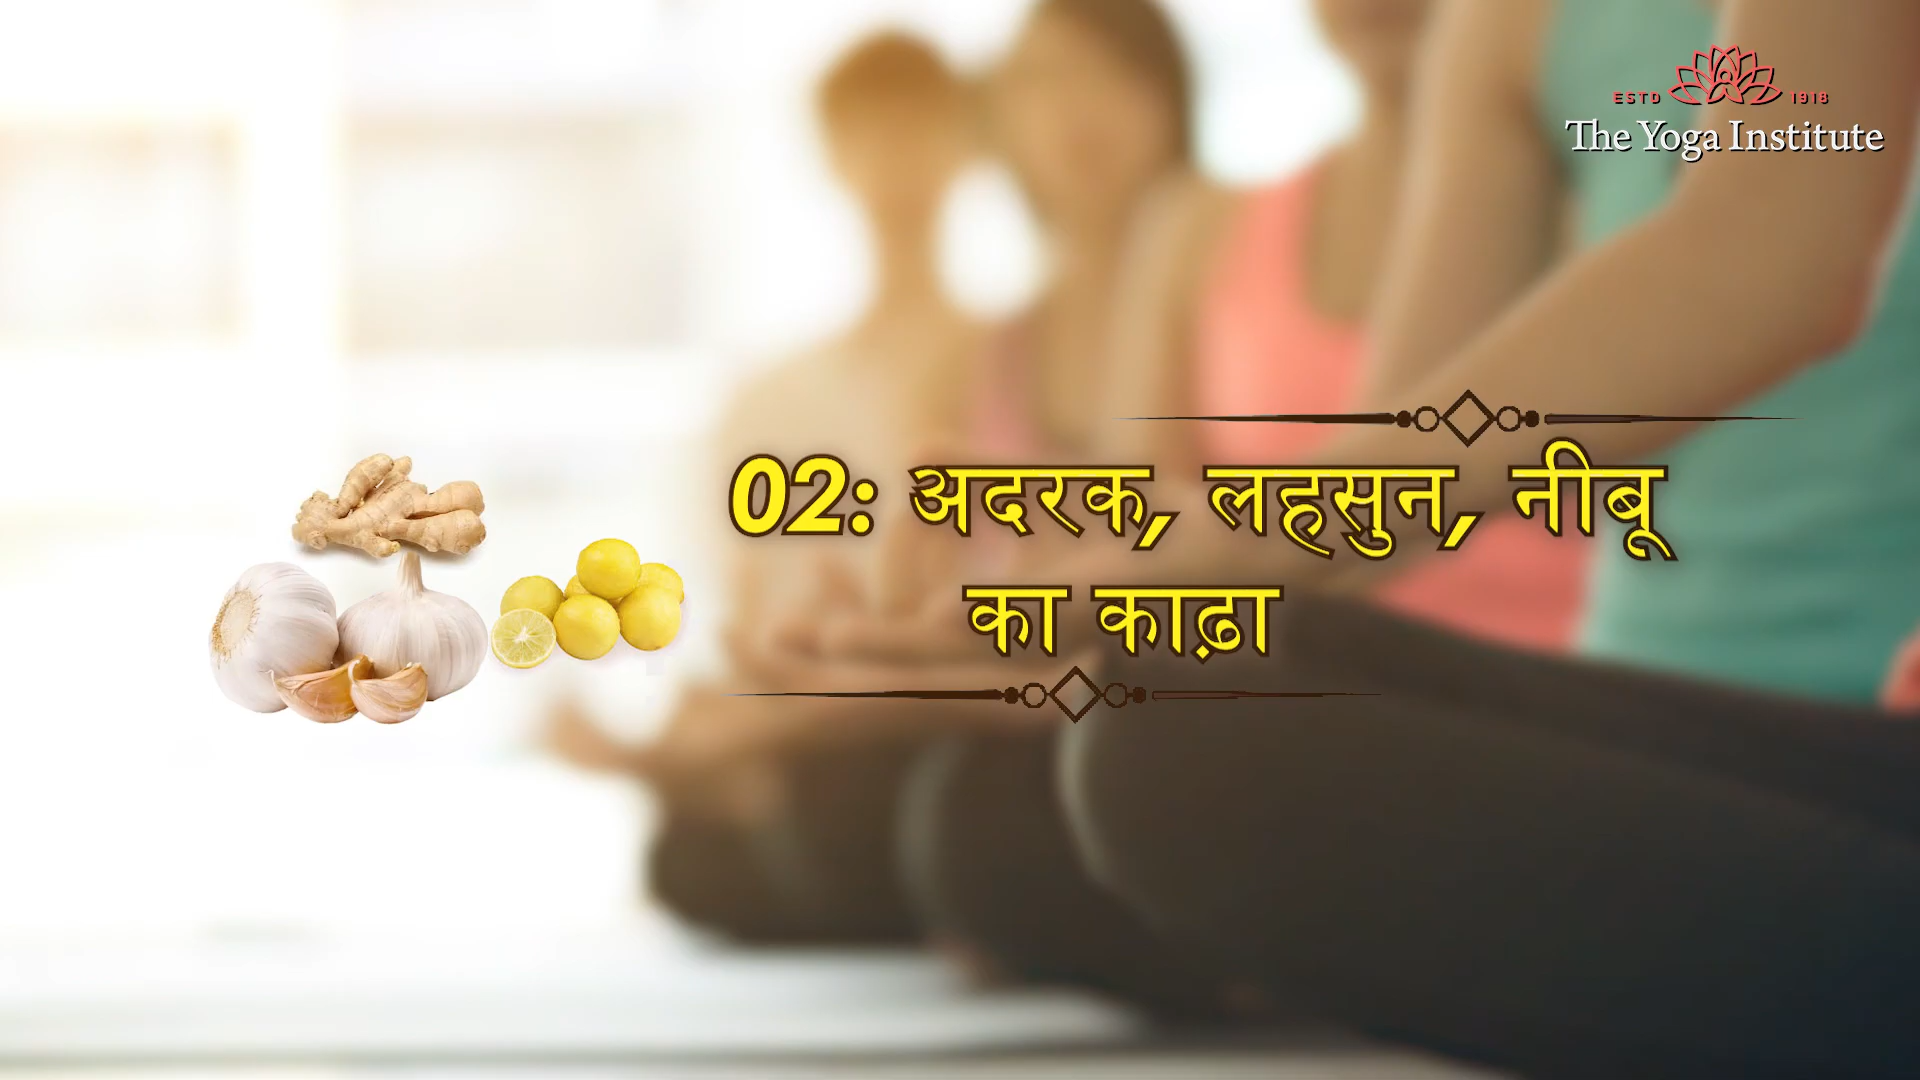 ESTD 1918
The Yoga Institute
02: अदरक, लहसुन, नीबू
का काढ़ा